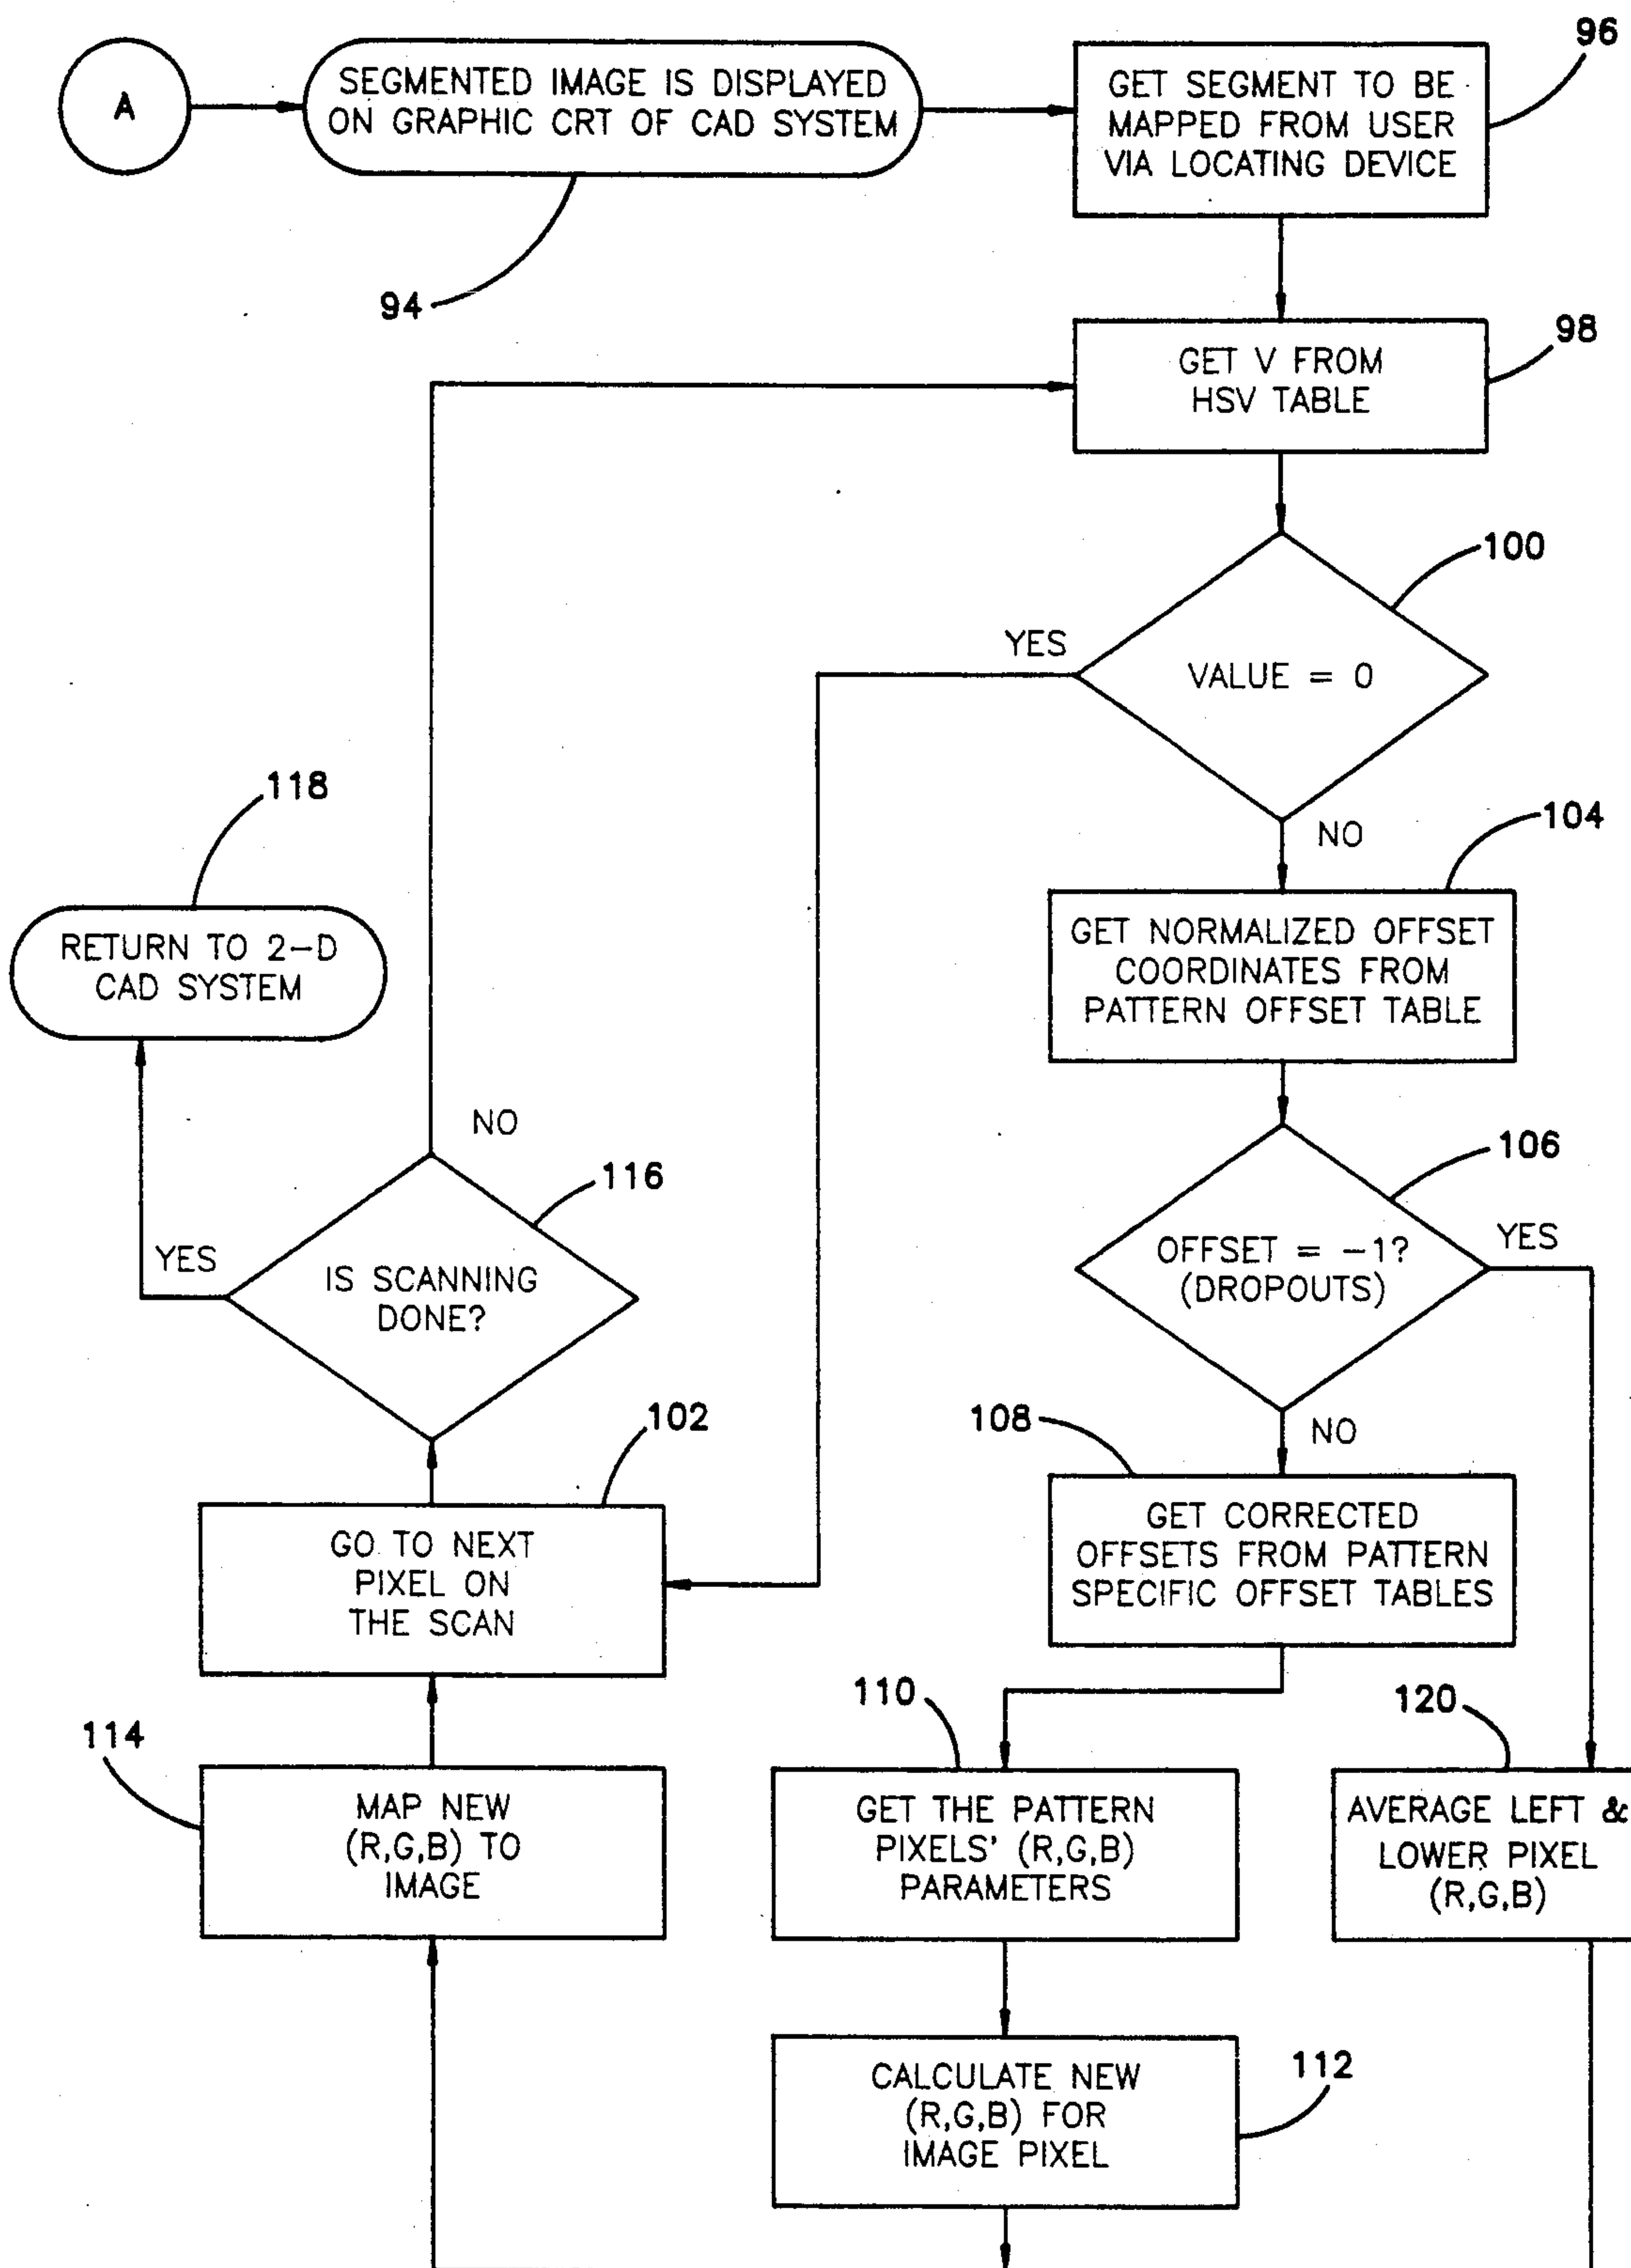 A
SEGMENTED IMAGE IS DISPLAYED
ON GRAPHIC CRT OF CAD SYSTEM
94
GET SEGMENT TO BE
MAPPED FROM USER
VIA LOCATING DEVICE
96
GET V FROM
HSV TABLE
98
VALUE = 0
100
YES
NO
GET NORMALIZED OFFSET
COORDINATES FROM
PATTERN OFFSET TABLE
104
118
RETURN TO 2-D
CAD SYSTEM
NO
116
YES
IS SCANNING
DONE?
OFFSET = -1?
(DROPOUTS)
106
YES
NO
102
GO TO NEXT
PIXEL ON
THE SCAN
108
GET CORRECTED
OFFSETS FROM PATTERN
SPECIFIC OFFSET TABLES
114
MAP NEW
(R,G,B) TO
IMAGE
110
GET THE PATTERN
PIXELS' (R,G,B)
PARAMETERS
120
AVERAGE LEFT &
LOWER PIXEL
(R,G,B)
CALCULATE NEW
(R,G,B) FOR
IMAGE PIXEL
112